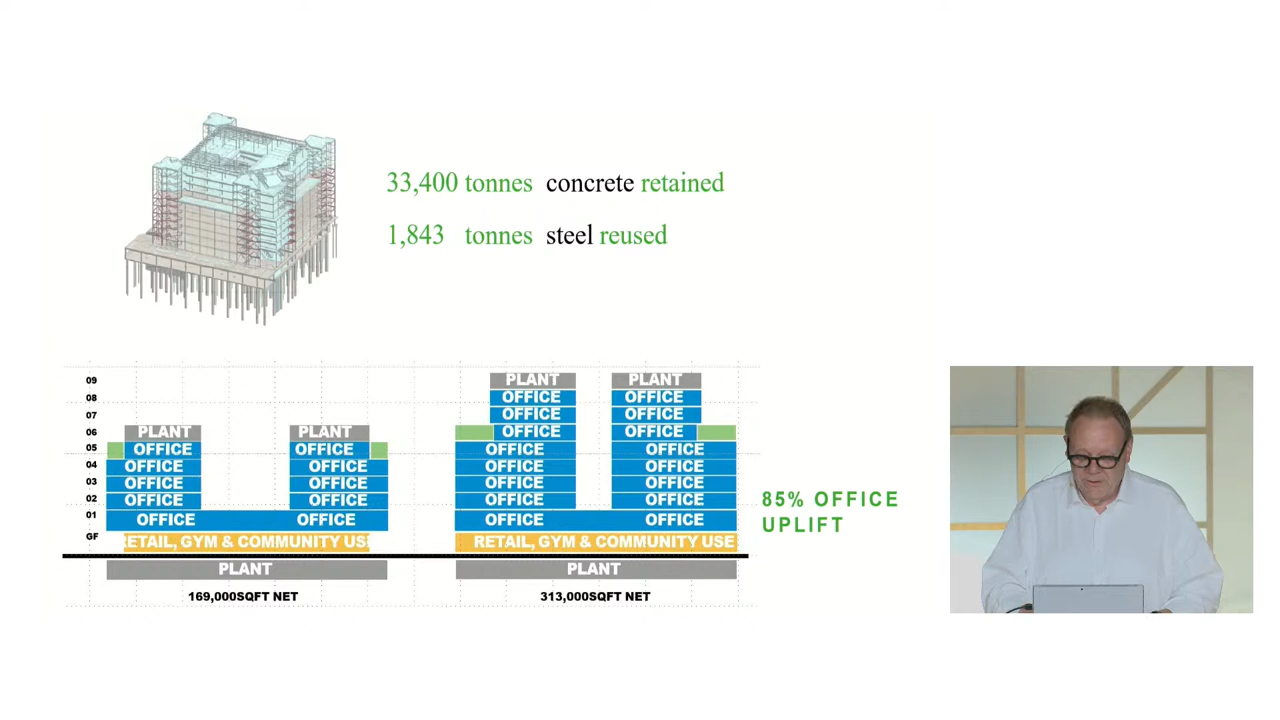 33,400 tonnes concrete retained
1,843 tonnes steel reused
09 PLANT PLANT
08 OFFICE OFFICE
07 OFFICE OFFICE
06 PLANT PLANT OFFICE OFFICE
05 OFFICE OFFICE OFFICE OFFICE
04 OFFICE OFFICE OFFICE OFFICE
03 OFFICE OFFICE OFFICE OFFICE
02 OFFICE OFFICE OFFICE OFFICE
01 OFFICE OFFICE OFFICE OFFICE
GF RETAIL, GYM & COMMUNITY USE RETAIL, GYM & COMMUNITY USE
PLANT PLANT
169,000SQFT NET 313,000SQFT NET
85% OFFICE
UPLIFT